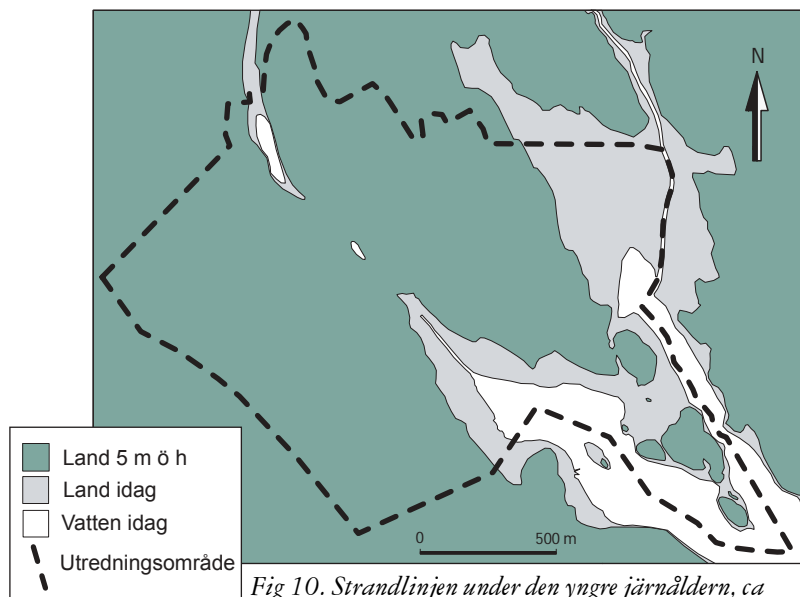 N
Land 5 m ö h
Land idag
Vatten idag
Utredningsområde
0 500 m
Fig 10. Strandlinjen under den yngre järnåldern, ca